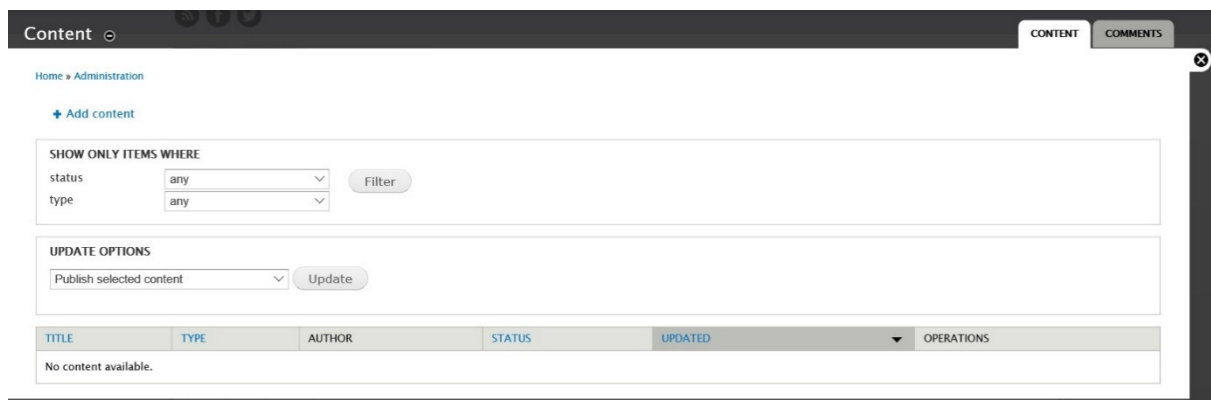 Content
CONTENT COMMENTS
Home » Administration
+ Add content
SHOW ONLY ITEMS WHERE
status any Filter
type any
UPDATE OPTIONS
Publish selected content Update
TITLE TYPE AUTHOR STATUS UPDATED OPERATIONS
No content available.